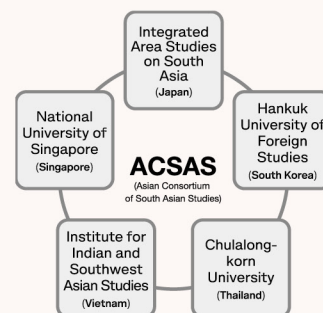 Integrated
Area Studies
on South
Asia
(Japan)
National
University of
Singapore
(Singapore)
Hankuk
University of
Foreign
Studies
(South Korea)
ACSAS
(Asian Consortium
of South Asian Studies)
Institute for
Indian and
Southwest
Asian Studies
(Vietnam)
Chulalong-
korn
University
(Thailand)